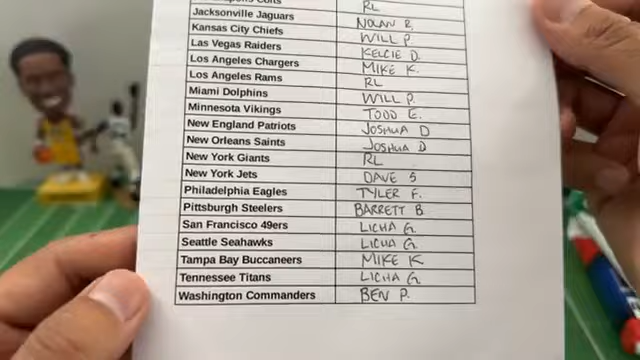 Colts RL
Jacksonville Jaguars NOLAN R.
Kansas City Chiefs WILL P.
Las Vegas Raiders KELCIE D.
Los Angeles Chargers MIKE K.
Los Angeles Rams RL
Miami Dolphins WILL P.
Minnesota Vikings TODD E.
New England Patriots JOSHUA D
New Orleans Saints JOSHUA D
New York Giants RL
New York Jets DAVE S
Philadelphia Eagles TYLER F.
Pittsburgh Steelers BARRETT B
San Francisco 49ers LICHA G.
Seattle Seahawks LICHA G.
Tampa Bay Buccaneers MIKE K
Tennessee Titans LICHA G.
Washington Commanders BEN P.